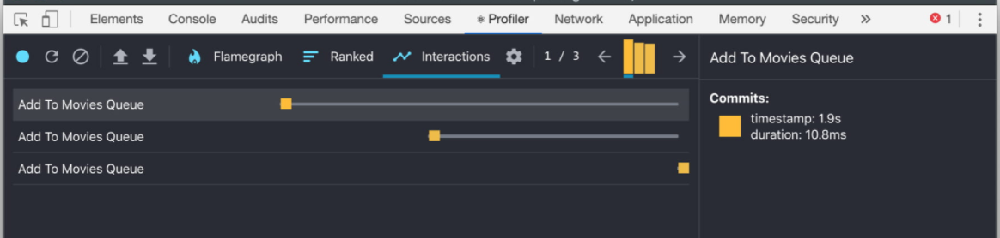 Elements Console Audits Performance Sources Profiler Network Application Memory Security » 1
Flamegraph Ranked Interactions 1 / 3
Add To Movies Queue
Commits:
timestamp: 1.9s
duration: 10.8ms
Add To Movies Queue
Add To Movies Queue
Add To Movies Queue